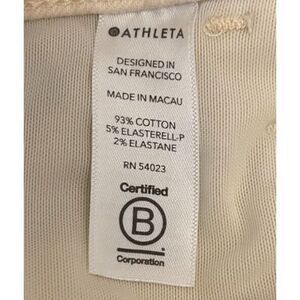 ATHLETA
DESIGNED IN
SAN FRANCISCO
MADE IN MACAU
93% COTTON
5% ELASTERELL-P
2% ELASTANE
RN 54023
Certified
B
Corporation